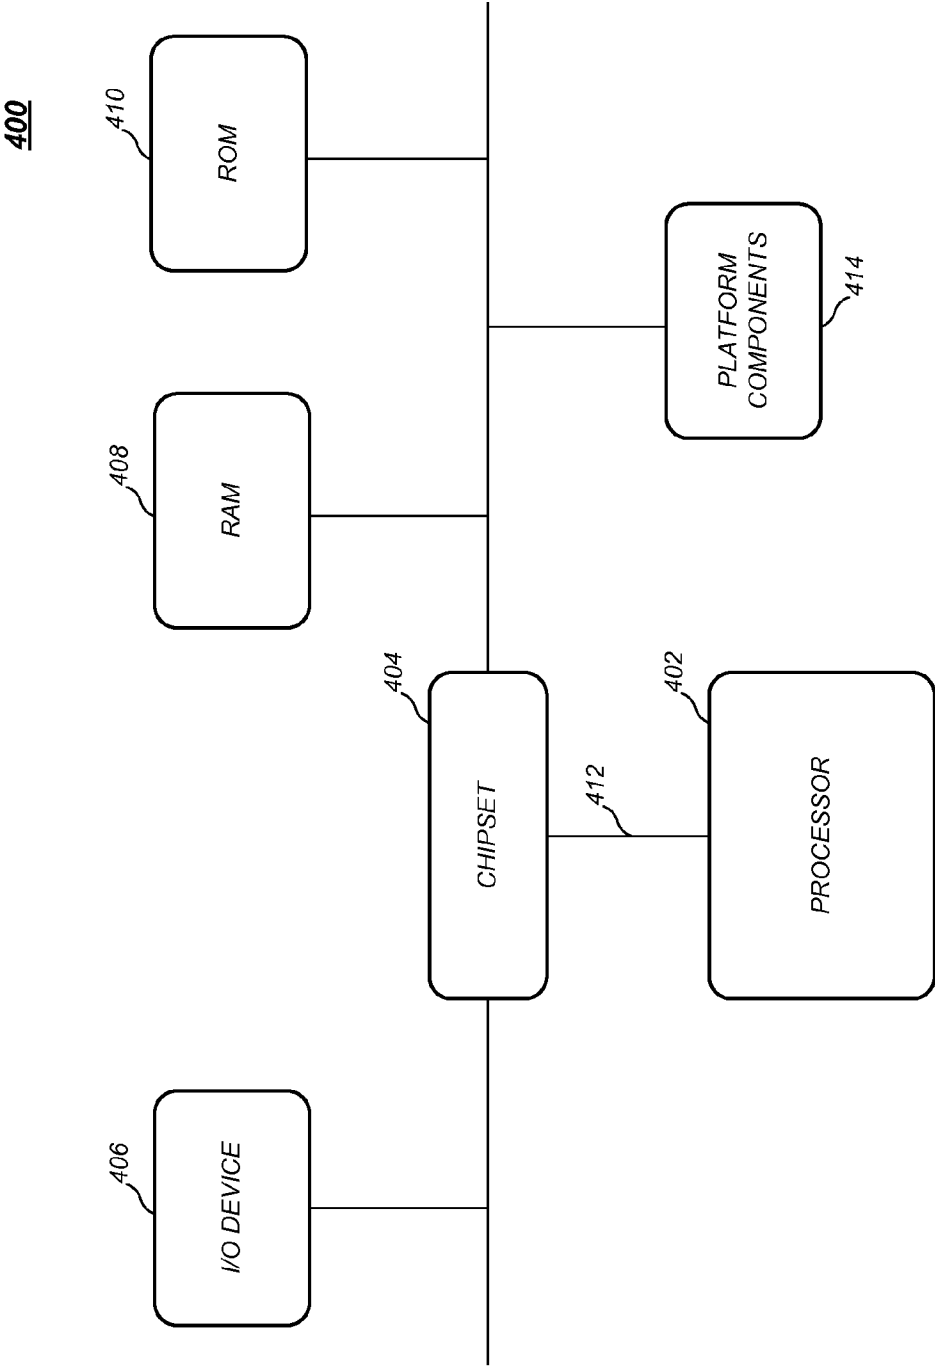 400
406
I/O DEVICE
408
RAM
410
ROM
404
CHIPSET
412
402
PROCESSOR
PLATFORM
COMPONENTS
414